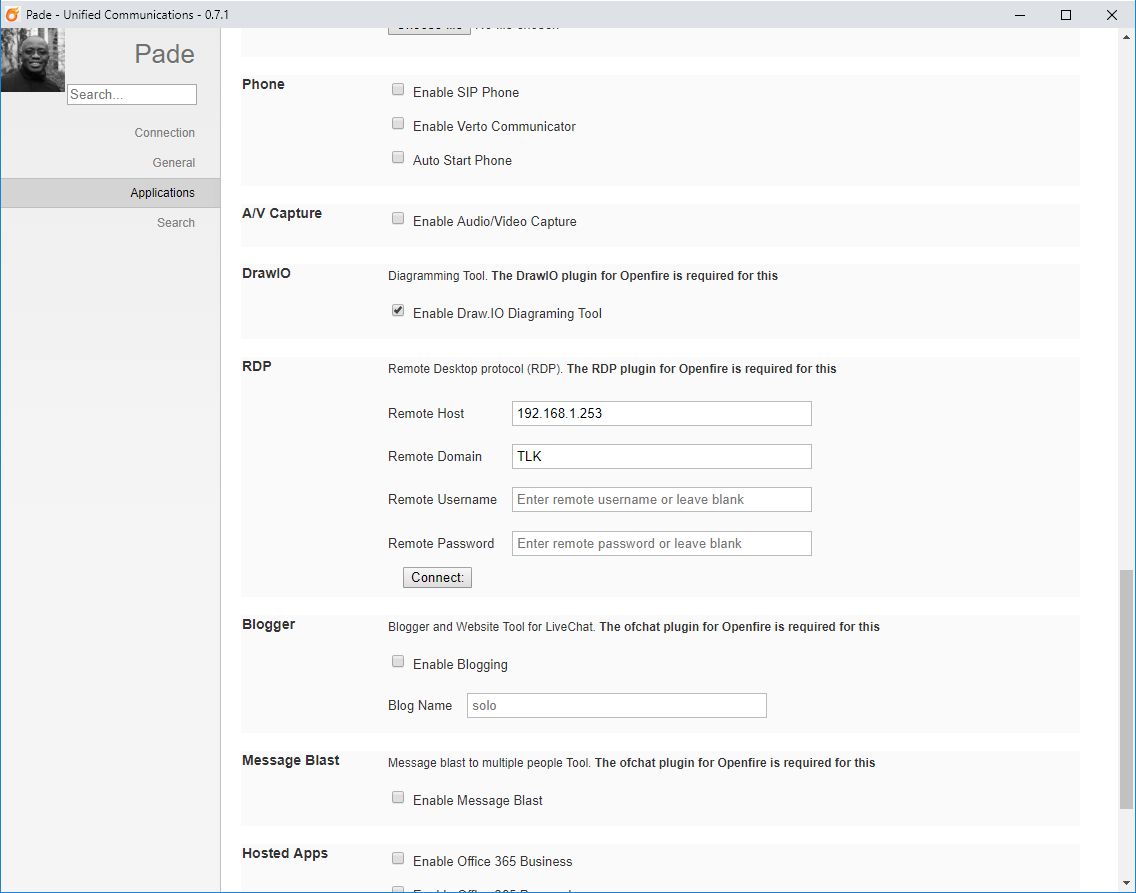 Pade - Unified Communications - 0.7.1
Pade
Search...
Connection
General
Applications
Search
Phone
Enable SIP Phone
Enable Verto Communicator
Auto Start Phone
A/V Capture
Enable Audio/Video Capture
DrawIO
Diagramming Tool. The DrawIO plugin for Openfire is required for this
Enable Draw.IO Diagraming Tool
RDP
Remote Desktop protocol (RDP). The RDP plugin for Openfire is required for this
Remote Host 192.168.1.253
Remote Domain TLK
Remote Username Enter remote username or leave blank
Remote Password Enter remote password or leave blank
Connect:
Blogger
Blogger and Website Tool for LiveChat. The ofchat plugin for Openfire is required for this
Enable Blogging
Blog Name solo
Message Blast
Message blast to multiple people Tool. The ofchat plugin for Openfire is required for this
Enable Message Blast
Hosted Apps
Enable Office 365 Business